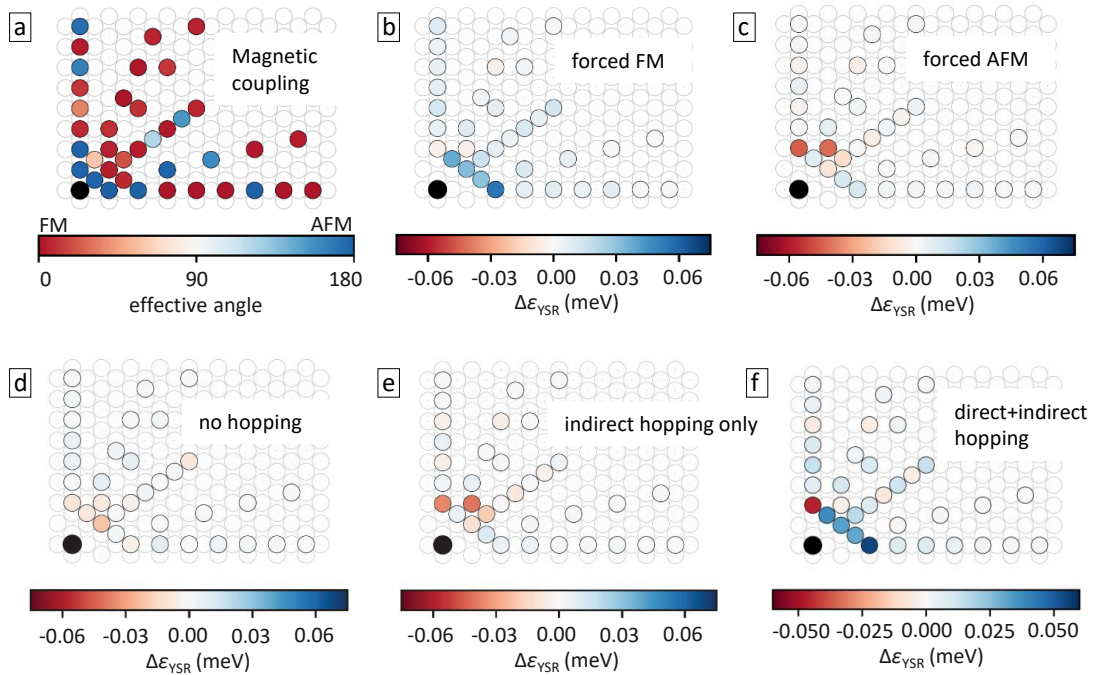 a
Magnetic
coupling
FM
AFM
0
90
180
effective angle
b
forced FM
-0.06
-0.03
0.00
0.03
0.06
Δε_YSR (meV)
c
forced AFM
-0.06
-0.03
0.00
0.03
0.06
Δε_YSR (meV)
d
no hopping
-0.06
-0.03
0.00
0.03
0.06
Δε_YSR (meV)
e
indirect hopping only
-0.06
-0.03
0.00
0.03
0.06
Δε_YSR (meV)
f
direct+indirect
hopping
-0.050
-0.025
0.000
0.025
0.050
Δε_YSR (meV)